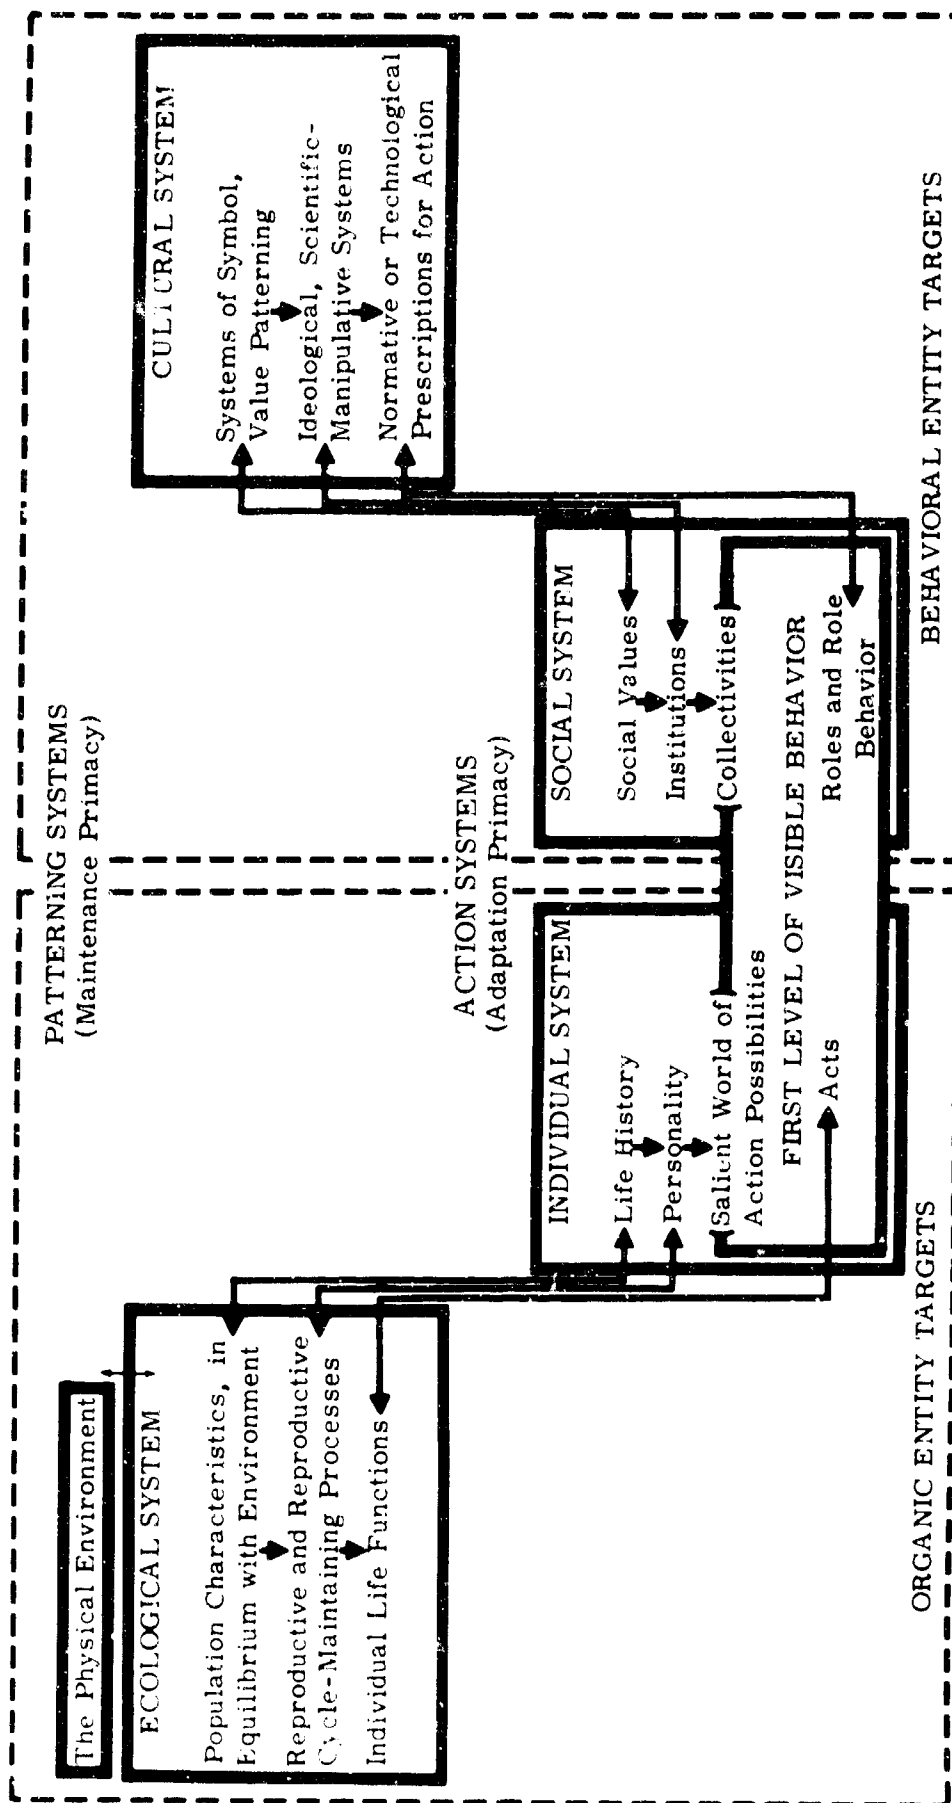 PATTERNING SYSTEMS
(Maintenance Primacy)
The Physical Environment
ECOLOGICAL SYSTEM
Population Characteristics, in
Equilibrium with Environment
Reproductive and Reproductive
Cycle-Maintaining Processes
Individual Life Functions
CULTURAL SYSTEM
Systems of Symbol,
Value Patterning
Ideological, Scientific-
Manipulative Systems
Normative or Technological
Prescriptions for Action
ACTION SYSTEMS
(Adaptation Primacy)
INDIVIDUAL SYSTEM
Life History
Personality
Salient World of
Action Possibilities
SOCIAL SYSTEM
Social Values
Institutions
Collectivities
FIRST LEVEL OF VISIBLE BEHAVIOR
Acts
Roles and Role
Behavior
ORGANIC ENTITY TARGETS
BEHAVIORAL ENTITY TARGETS